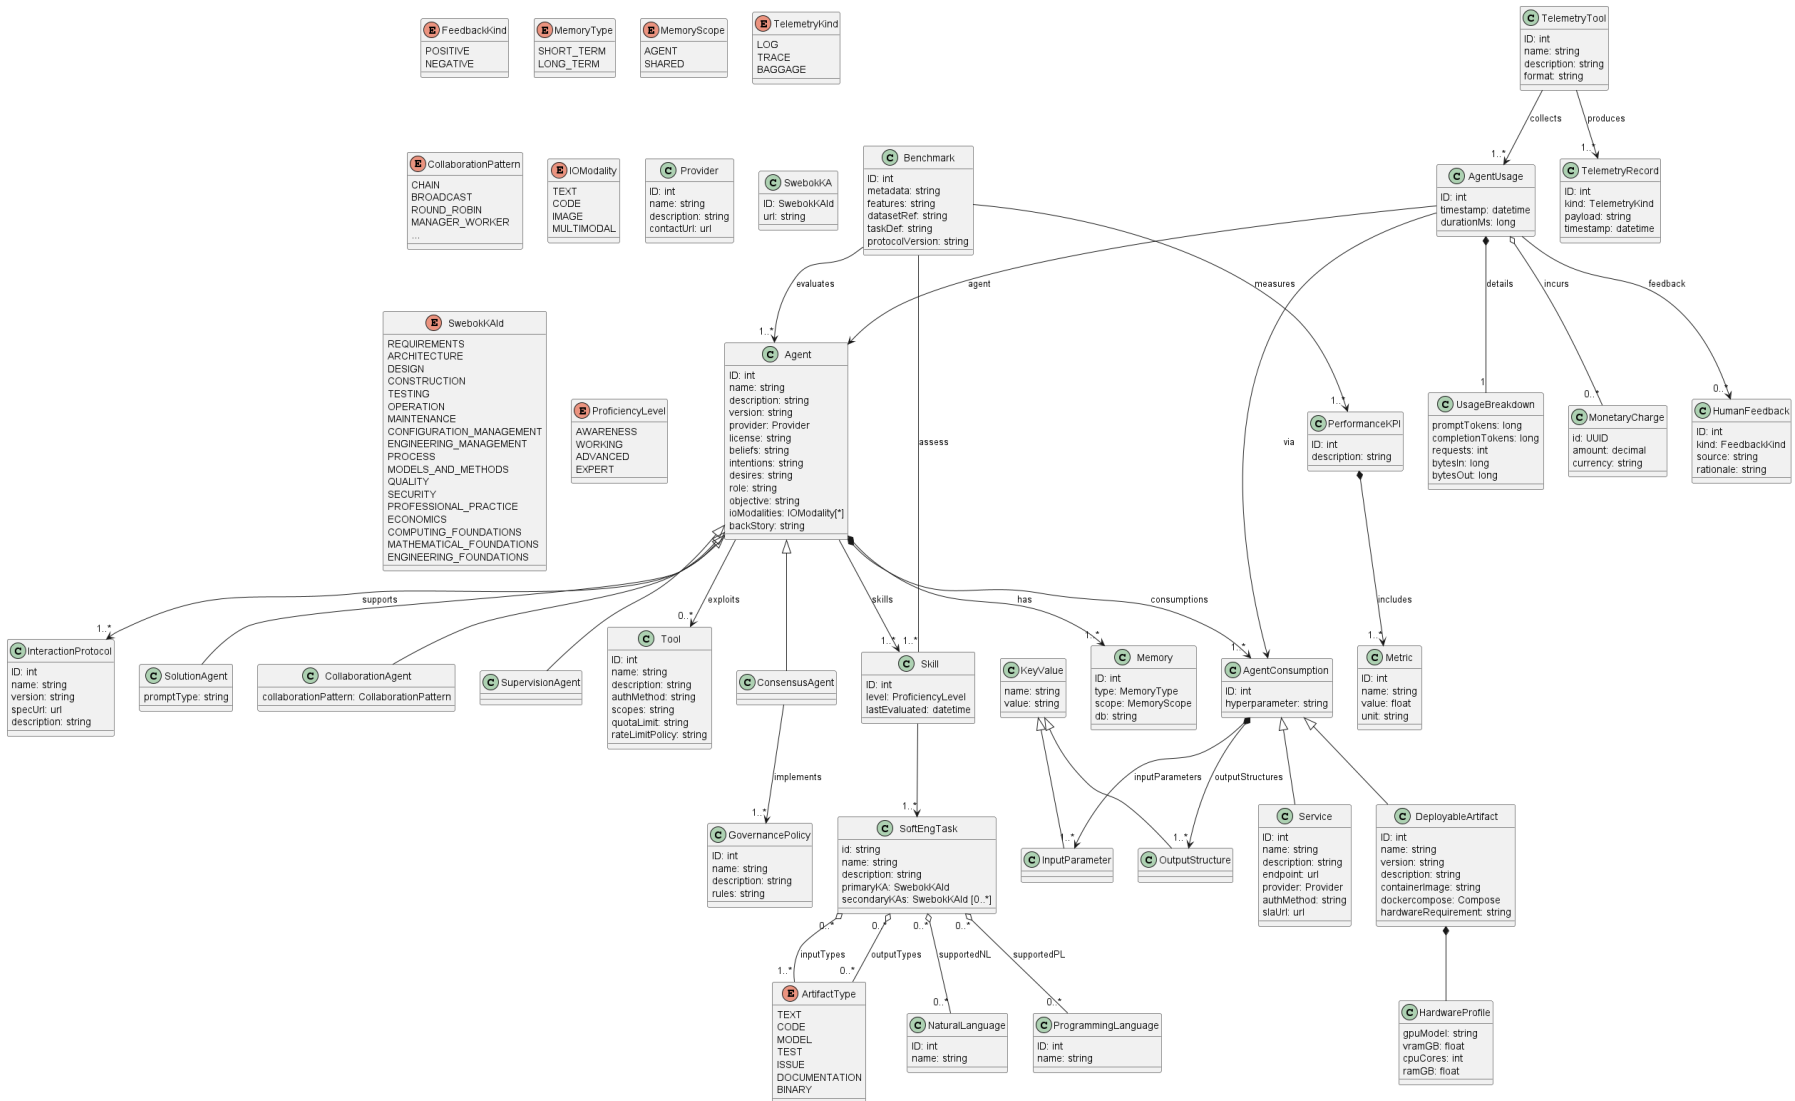 FeedbackKind
POSITIVE
NEGATIVE
MemoryType
SHORT_TERM
LONG_TERM
MemoryScope
AGENT
SHARED
TelemetryKind
LOG
TRACE
BAGGAGE
TelemetryTool
ID: int
name: string
description: string
format: string
collects
produces
1..*
1..*
CollaborationPattern
CHAIN
BROADCAST
ROUND_ROBIN
MANAGER_WORKER
...
IOModality
TEXT
CODE
IMAGE
MULTIMODAL
Provider
ID: int
name: string
description: string
contactUrl: url
SwebokKA
ID: SwebokKAId
url: string
Benchmark
ID: int
metadata: string
features: string
datasetRef: string
taskDef: string
protocolVersion: string
AgentUsage
ID: int
timestamp: datetime
durationMs: long
TelemetryRecord
ID: int
kind: TelemetryKind
payload: string
timestamp: datetime
evaluates
agent
measures
details
incurs
feedback
1..*
1..*
1
0..*
0..*
SwebokKAId
REQUIREMENTS
ARCHITECTURE
DESIGN
CONSTRUCTION
TESTING
OPERATION
MAINTENANCE
CONFIGURATION_MANAGEMENT
ENGINEERING_MANAGEMENT
PROCESS
MODELS_AND_METHODS
QUALITY
SECURITY
PROFESSIONAL_PRACTICE
ECONOMICS
COMPUTING_FOUNDATIONS
MATHEMATICAL_FOUNDATIONS
ENGINEERING_FOUNDATIONS
ProficiencyLevel
AWARENESS
WORKING
ADVANCED
EXPERT
Agent
ID: int
name: string
description: string
version: string
provider: Provider
license: string
beliefs: string
intentions: string
desires: string
role: string
objective: string
ioModalities: IOModality[*]
backStory: string
assess
via
PerformanceKPI
ID: int
description: string
UsageBreakdown
promptTokens: long
completionTokens: long
requests: int
bytesIn: long
bytesOut: long
MonetaryCharge
id: UUID
amount: decimal
currency: string
HumanFeedback
ID: int
kind: FeedbackKind
source: string
rationale: string
supports
exploits
skills
has
consumptions
includes
1..*
0..*
1..*
1..*
1..*
1..*
1..*
InteractionProtocol
ID: int
name: string
version: string
specUrl: url
description: string
SolutionAgent
promptType: string
CollaborationAgent
collaborationPattern: CollaborationPattern
SupervisionAgent
Tool
ID: int
name: string
description: string
authMethod: string
scopes: string
quotaLimit: string
rateLimitPolicy: string
ConsensusAgent
Skill
ID: int
level: ProficiencyLevel
lastEvaluated: datetime
KeyValue
name: string
value: string
Memory
ID: int
type: MemoryType
scope: MemoryScope
db: string
AgentConsumption
ID: int
hyperparameter: string
Metric
ID: int
name: string
value: float
unit: string
implements
inputParameters
outputStructures
1..*
1..*
1..*
1..*
GovernancePolicy
ID: int
name: string
description: string
rules: string
SoftEngTask
id: string
name: string
description: string
primaryKA: SwebokKAId
secondaryKAs: SwebokKAId [0..*]
InputParameter
OutputStructure
Service
ID: int
name: string
description: string
endpoint: url
provider: Provider
authMethod: string
slaUrl: url
DeployableArtifact
ID: int
name: string
version: string
description: string
containerImage: string
dockercompose: Compose
hardwareRequirement: string
0..*
0..*
0..*
0..*
inputTypes
outputTypes
supportedNL
supportedPL
1..*
0..*
0..*
0..*
ArtifactType
TEXT
CODE
MODEL
TEST
ISSUE
DOCUMENTATION
BINARY
NaturalLanguage
ID: int
name: string
ProgrammingLanguage
ID: int
name: string
HardwareProfile
gpuModel: string
vramGB: float
cpuCores: int
ramGB: float